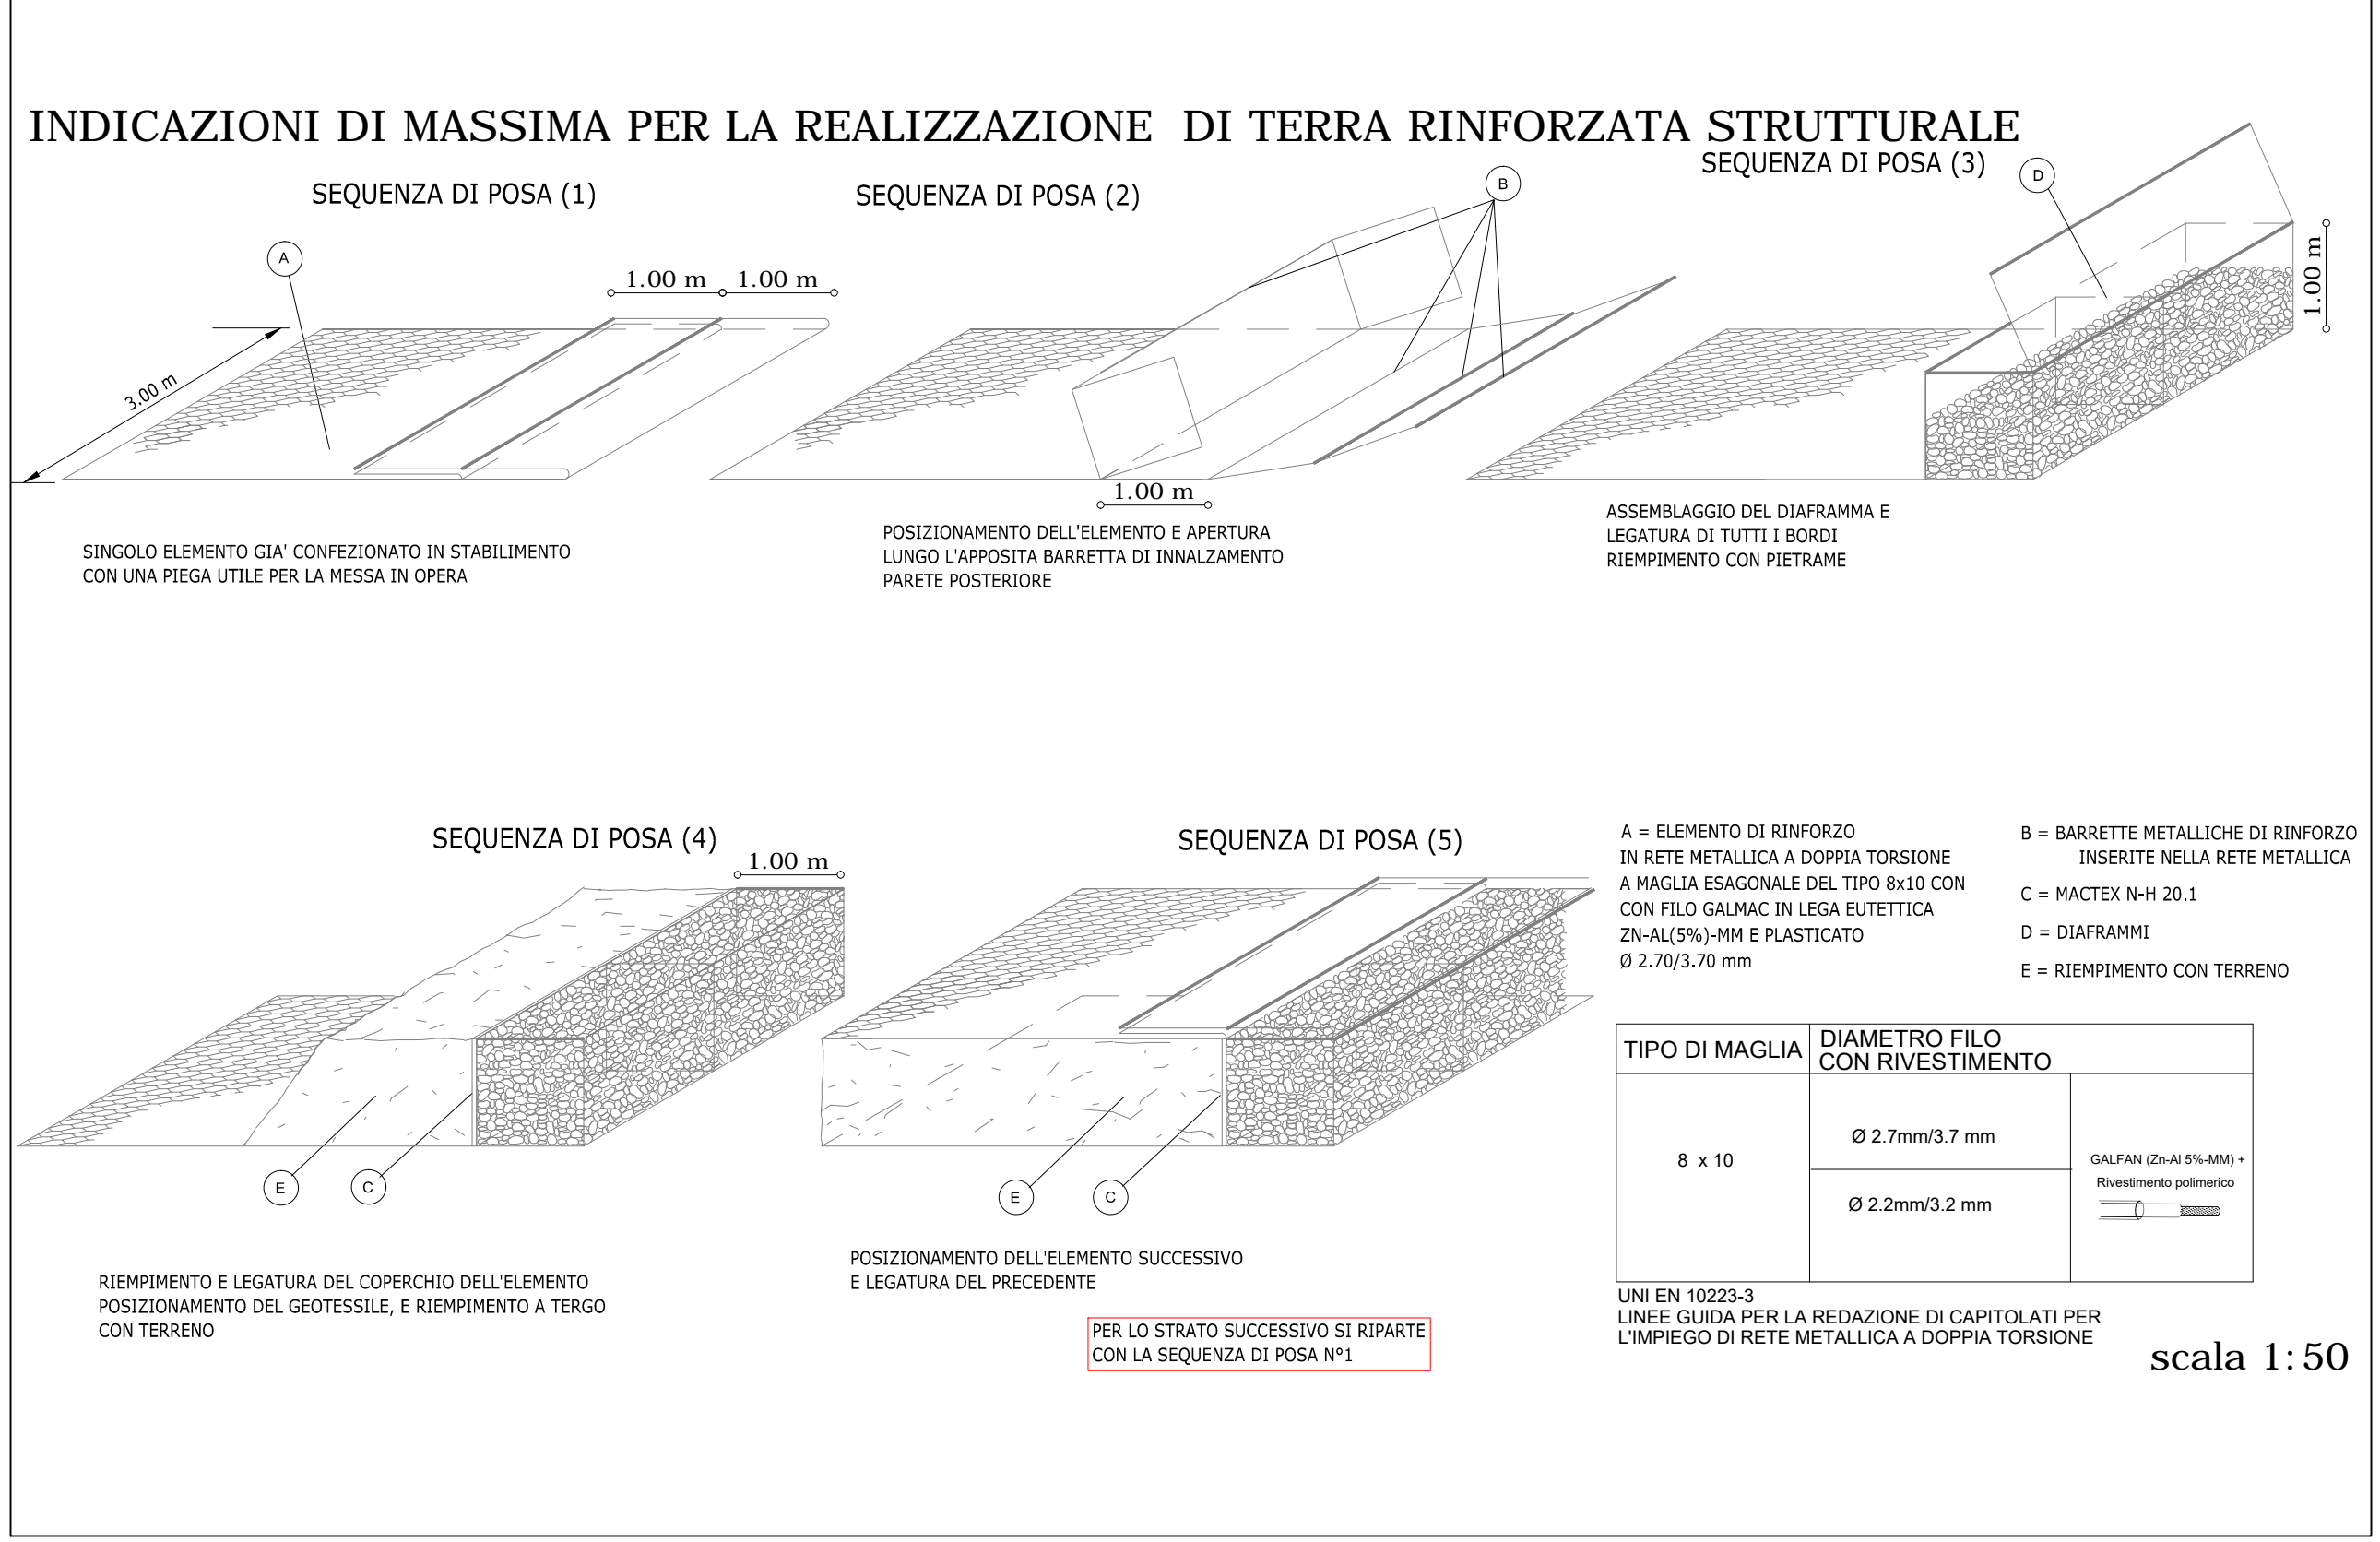 INDICAZIONI DI MASSIMA PER LA REALIZZAZIONE DI TERRA RINFORZATA STRUTTURALE
SEQUENZA DI POSA (1)
A
1.00 m
1.00 m
3.00 m
SINGOLO ELEMENTO GIA' CONFEZIONATO IN STABILIMENTO
CON UNA PIEGA UTILE PER LA MESSA IN OPERA
SEQUENZA DI POSA (2)
B
1.00 m
POSIZIONAMENTO DELL'ELEMENTO E APERTURA
LUNGO L'APPOSITA BARRETTA DI INNALZAMENTO
PARETE POSTERIORE
SEQUENZA DI POSA (3)
D
1.00 m
ASSEMBLAGGIO DEL DIAFRAMMA E
LEGATURA DI TUTTI I BORDI
RIEMPIMENTO CON PIETRAME
SEQUENZA DI POSA (4)
1.00 m
E
C
RIEMPIMENTO E LEGATURA DEL COPERCHIO DELL'ELEMENTO
POSIZIONAMENTO DEL GEOTESSILE, E RIEMPIMENTO A TERGO
CON TERRENO
SEQUENZA DI POSA (5)
E
C
POSIZIONAMENTO DELL'ELEMENTO SUCCESSIVO
E LEGATURA DEL PRECEDENTE
PER LO STRATO SUCCESSIVO SI RIPARTE
CON LA SEQUENZA DI POSA N°1
A = ELEMENTO DI RINFORZO
IN RETE METALLICA A DOPPIA TORSIONE
A MAGLIA ESAGONALE DEL TIPO 8x10 CON
CON FILO GALMAC IN LEGA EUTETTICA
ZN-AL(5%)-MM E PLASTICATO
Ø 2.70/3.70 mm
B = BARRETTE METALLICHE DI RINFORZO
INSERITE NELLA RETE METALLICA
C = MACTEX N-H 20.1
D = DIAFRAMMI
E = RIEMPIMENTO CON TERRENO
TIPO DI MAGLIA
DIAMETRO FILO
CON RIVESTIMENTO
8 x 10
Ø 2.7mm/3.7 mm
Ø 2.2mm/3.2 mm
GALFAN (Zn-Al 5%-MM) +
Rivestimento polimerico
UNI EN 10223-3
LINEE GUIDA PER LA REDAZIONE DI CAPITOLATI PER
L'IMPIEGO DI RETE METALLICA A DOPPIA TORSIONE
scala 1:50